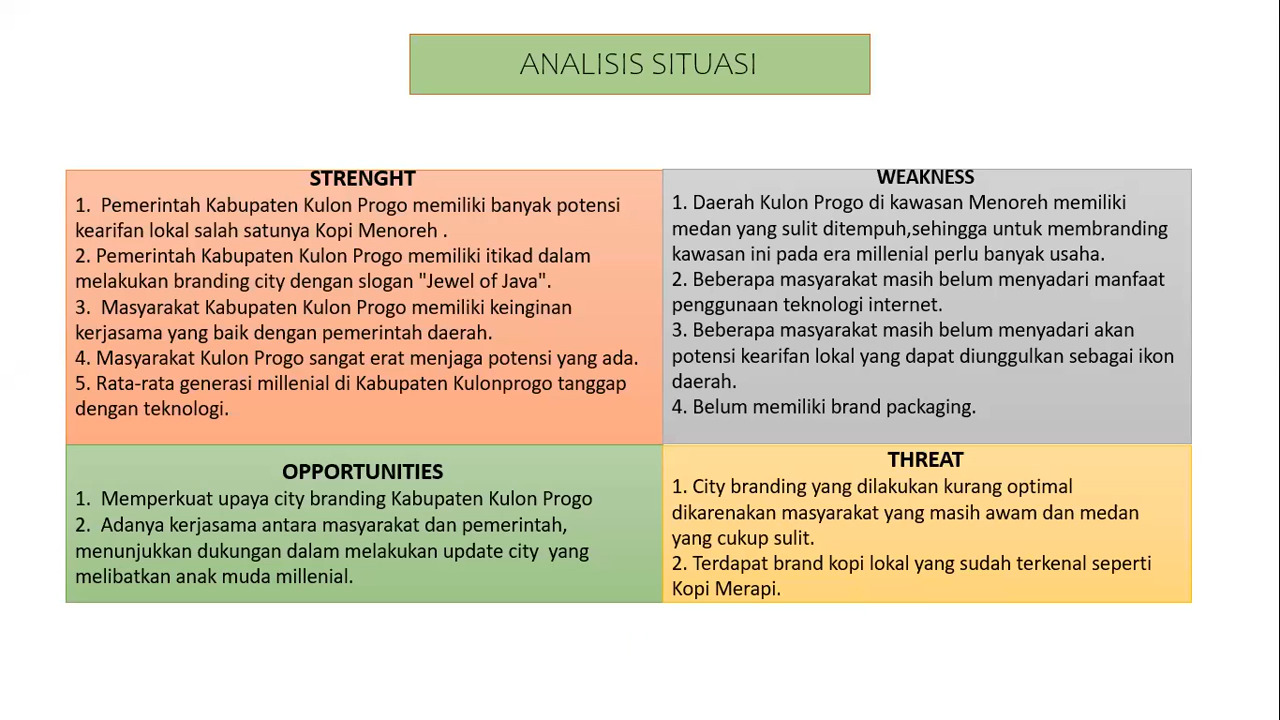 ANALISIS SITUASI
STRENGHT
1. Pemerintah Kabupaten Kulon Progo memiliki banyak potensi
kearifan lokal salah satunya Kopi Menoreh .
2. Pemerintah Kabupaten Kulon Progo memiliki itikad dalam
melakukan branding city dengan slogan "Jewel of Java".
3. Masyarakat Kabupaten Kulon Progo memiliki keinginan
kerjasama yang baik dengan pemerintah daerah.
4. Masyarakat Kulon Progo sangat erat menjaga potensi yang ada.
5. Rata-rata generasi millenial di Kabupaten Kulonprogo tanggap
dengan teknologi.
WEAKNESS
1. Daerah Kulon Progo di kawasan Menoreh memiliki
medan yang sulit ditempuh,sehingga untuk membranding
kawasan ini pada era millenial perlu banyak usaha.
2. Beberapa masyarakat masih belum menyadari manfaat
penggunaan teknologi internet.
3. Beberapa masyarakat masih belum menyadari akan
potensi kearifan lokal yang dapat diunggulkan sebagai ikon
daerah.
4. Belum memiliki brand packaging.
OPPORTUNITIES
1. Memperkuat upaya city branding Kabupaten Kulon Progo
2. Adanya kerjasama antara masyarakat dan pemerintah,
menunjukkan dukungan dalam melakukan update city yang
melibatkan anak muda millenial.
THREAT
1. City branding yang dilakukan kurang optimal
dikarenakan masyarakat yang masih awam dan medan
yang cukup sulit.
2. Terdapat brand kopi lokal yang sudah terkenal seperti
Kopi Merapi.